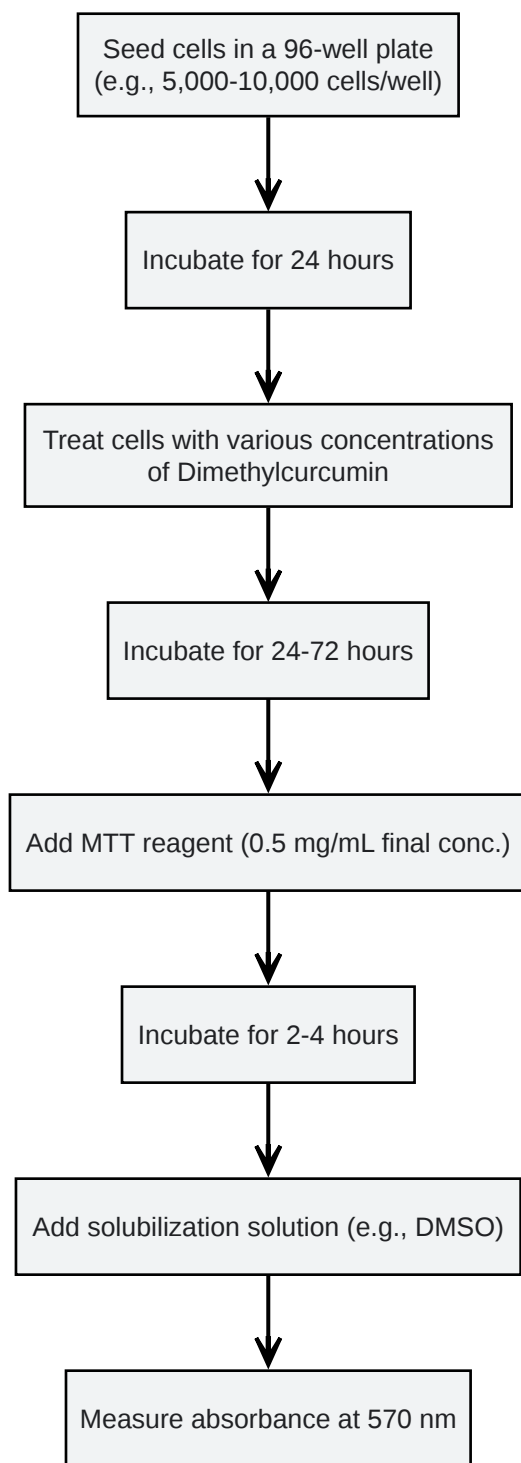 Seed cells in a 96-well plate
(e.g., 5,000-10,000 cells/well)
Incubate for 24 hours
Treat cells with various concentrations
of Dimethylcurcumin
Incubate for 24-72 hours
Add MTT reagent (0.5 mg/mL final conc.)
Incubate for 2-4 hours
Add solubilization solution (e.g., DMSO)
Measure absorbance at 570 nm